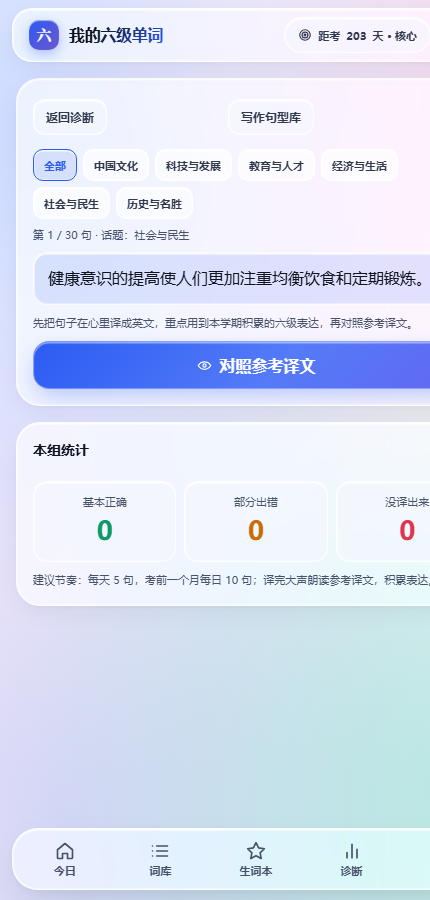 六 我的六级单词 距考 203 天 • 核心
返回诊断 写作句型库
全部 中国文化 科技与发展 教育与人才 经济与生活
社会与民生 历史与名胜
第 1 / 30 句 · 话题：社会与民生
健康意识的提高使人们更加注重均衡饮食和定期锻炼。
先把句子在心里译成英文，重点用到本学期积累的六级表达，再对照参考译文。
对照参考译文
本组统计
基本正确 部分出错 没译出来
0 0 0
建议节奏：每天 5 句，考前一个月每日 10 句；译完大声朗读参考译文，积累表达
今日 词库 生词本 诊断